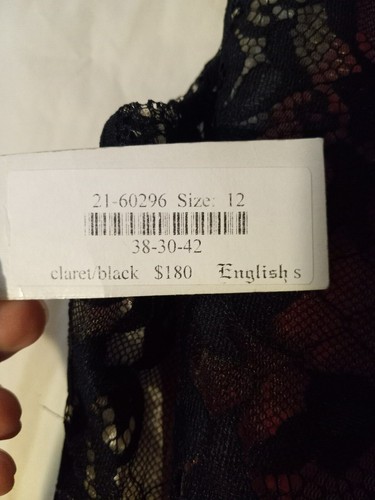 21-60296 Size: 12
38-30-42
claret/black $180 English s